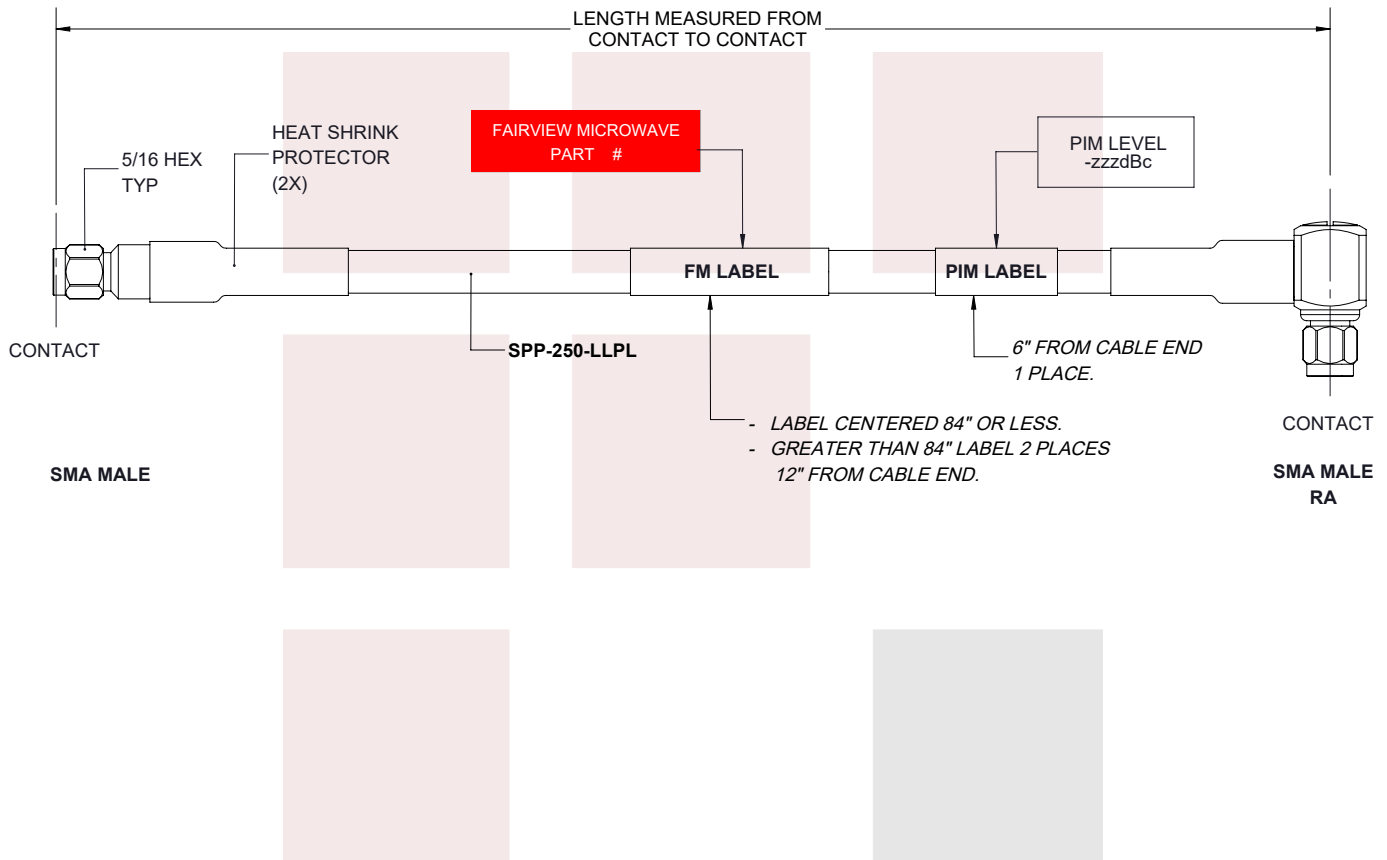 LENGTH MEASURED FROM
CONTACT TO CONTACT
5/16 HEX
TYP
HEAT SHRINK
PROTECTOR
(2X)
FAIRVIEW MICROWAVE
PART #
PIM LEVEL
-zzzdBc
FM LABEL
PIM LABEL
CONTACT
SPP-250-LLPL
6" FROM CABLE END
1 PLACE.
- LABEL CENTERED 84" OR LESS.
- GREATER THAN 84" LABEL 2 PLACES
12" FROM CABLE END.
CONTACT
SMA MALE
SMA MALE
RA